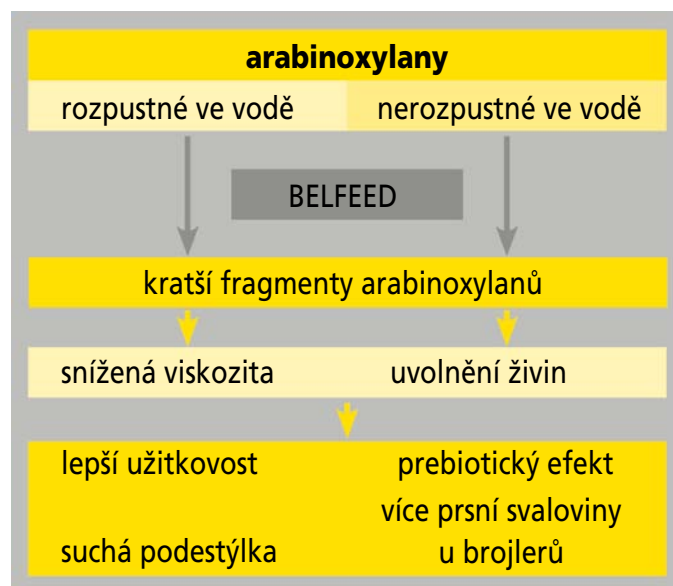 arabinoxylany
rozpustné ve vodě
nerozpustné ve vodě
BELFEED
kratší fragmenty arabinoxylanů
snížená viskozita
uvolnění živin
lepší užitkovost
prebiotický efekt
více prsní svaloviny
suchá podestýlka
u brojlerů